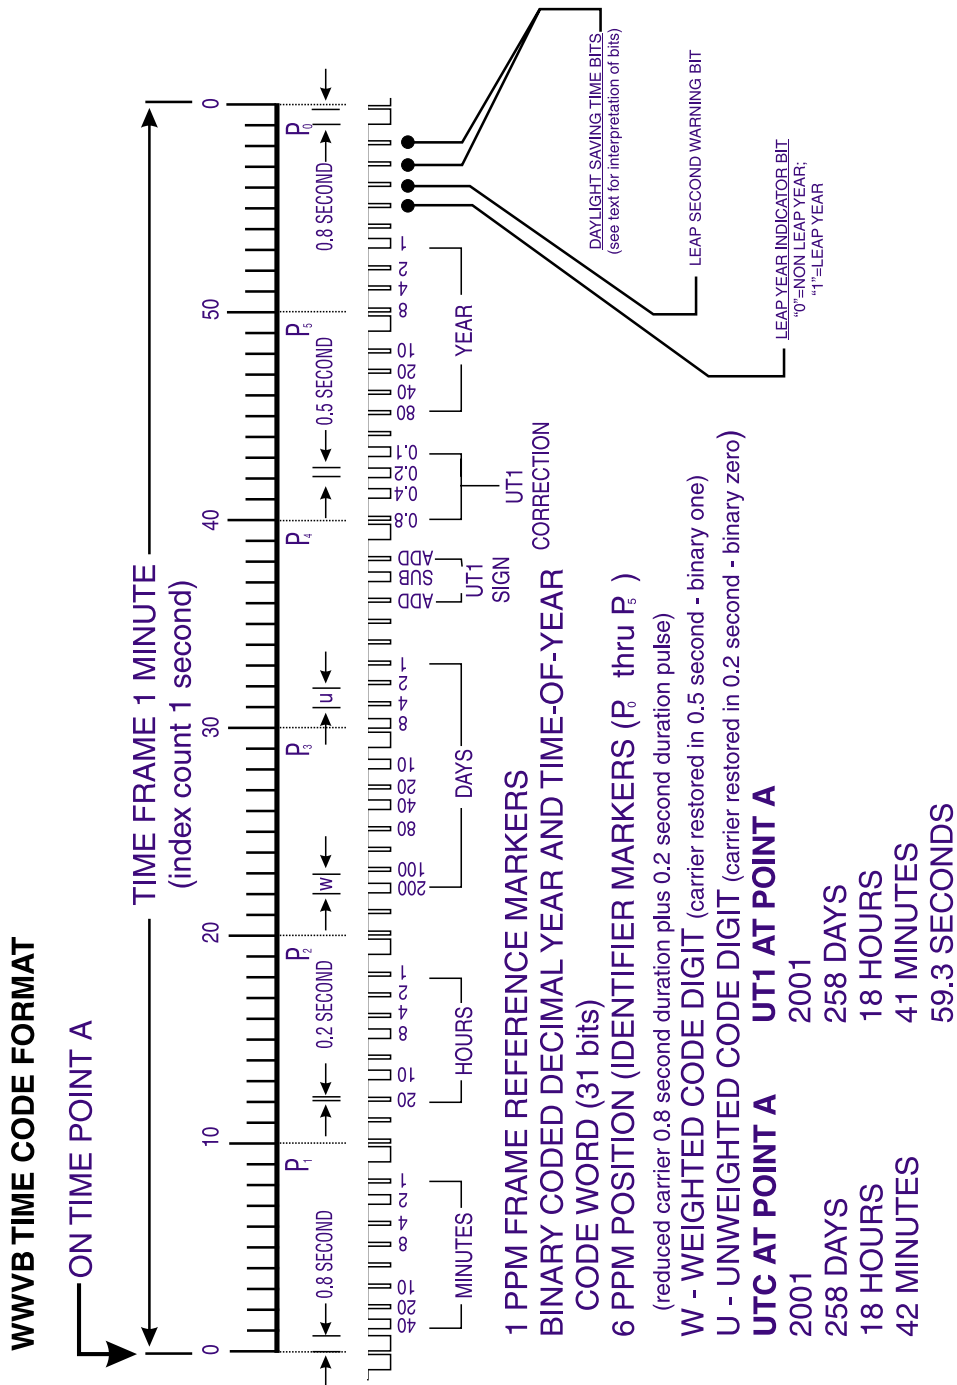 WWVB TIME CODE FORMAT
ON TIME POINT A
TIME FRAME 1 MINUTE
(index count 1 second)
0
10
20
30
40
50
0
P1
P2
P3
P4
P5
P0
0.8 SECOND
0.2 SECOND
w
u
0.5 SECOND
0.8 SECOND
40
20
10
8
4
2
1
20
10
8
4
2
1
200
100
80
40
20
10
8
4
2
1
ADD
SUB
ADD
0.8
0.4
0.2
0.1
80
40
20
10
8
4
2
1
MINUTES
HOURS
DAYS
UT1
SIGN
UT1
CORRECTION
YEAR
DAYLIGHT SAVING TIME BITS
(see text for interpretation of bits)
LEAP SECOND WARNING BIT
LEAP YEAR INDICATOR BIT
"0"=NON LEAP YEAR;
"1"=LEAP YEAR
1 PPM FRAME REFERENCE MARKERS
BINARY CODED DECIMAL YEAR AND TIME-OF-YEAR
CODE WORD (31 bits)
6 PPM POSITION (IDENTIFIER MARKERS (P0 thru P5 )
(reduced carrier 0.8 second duration plus 0.2 second duration pulse)
W - WEIGHTED CODE DIGIT (carrier restored in 0.5 second - binary one)
U - UNWEIGHTED CODE DIGIT (carrier restored in 0.2 second - binary zero)
UTC AT POINT A
2001
258 DAYS
18 HOURS
42 MINUTES
UT1 AT POINT A
2001
258 DAYS
18 HOURS
41 MINUTES
59.3 SECONDS